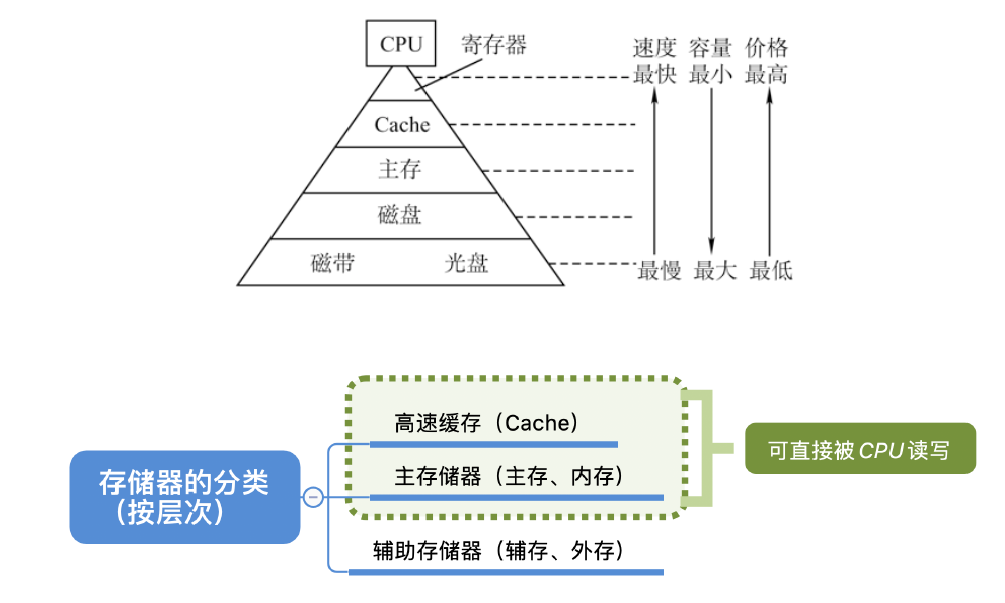 CPU
寄存器
速度 容量 价格
最快 最小 最高
Cache
主存
磁盘
磁带 光盘
最慢 最大 最低
高速缓存（Cache）
主存储器（主存、内存）
辅助存储器（辅存、外存）
存储器的分类
（按层次）
可直接被CPU读写